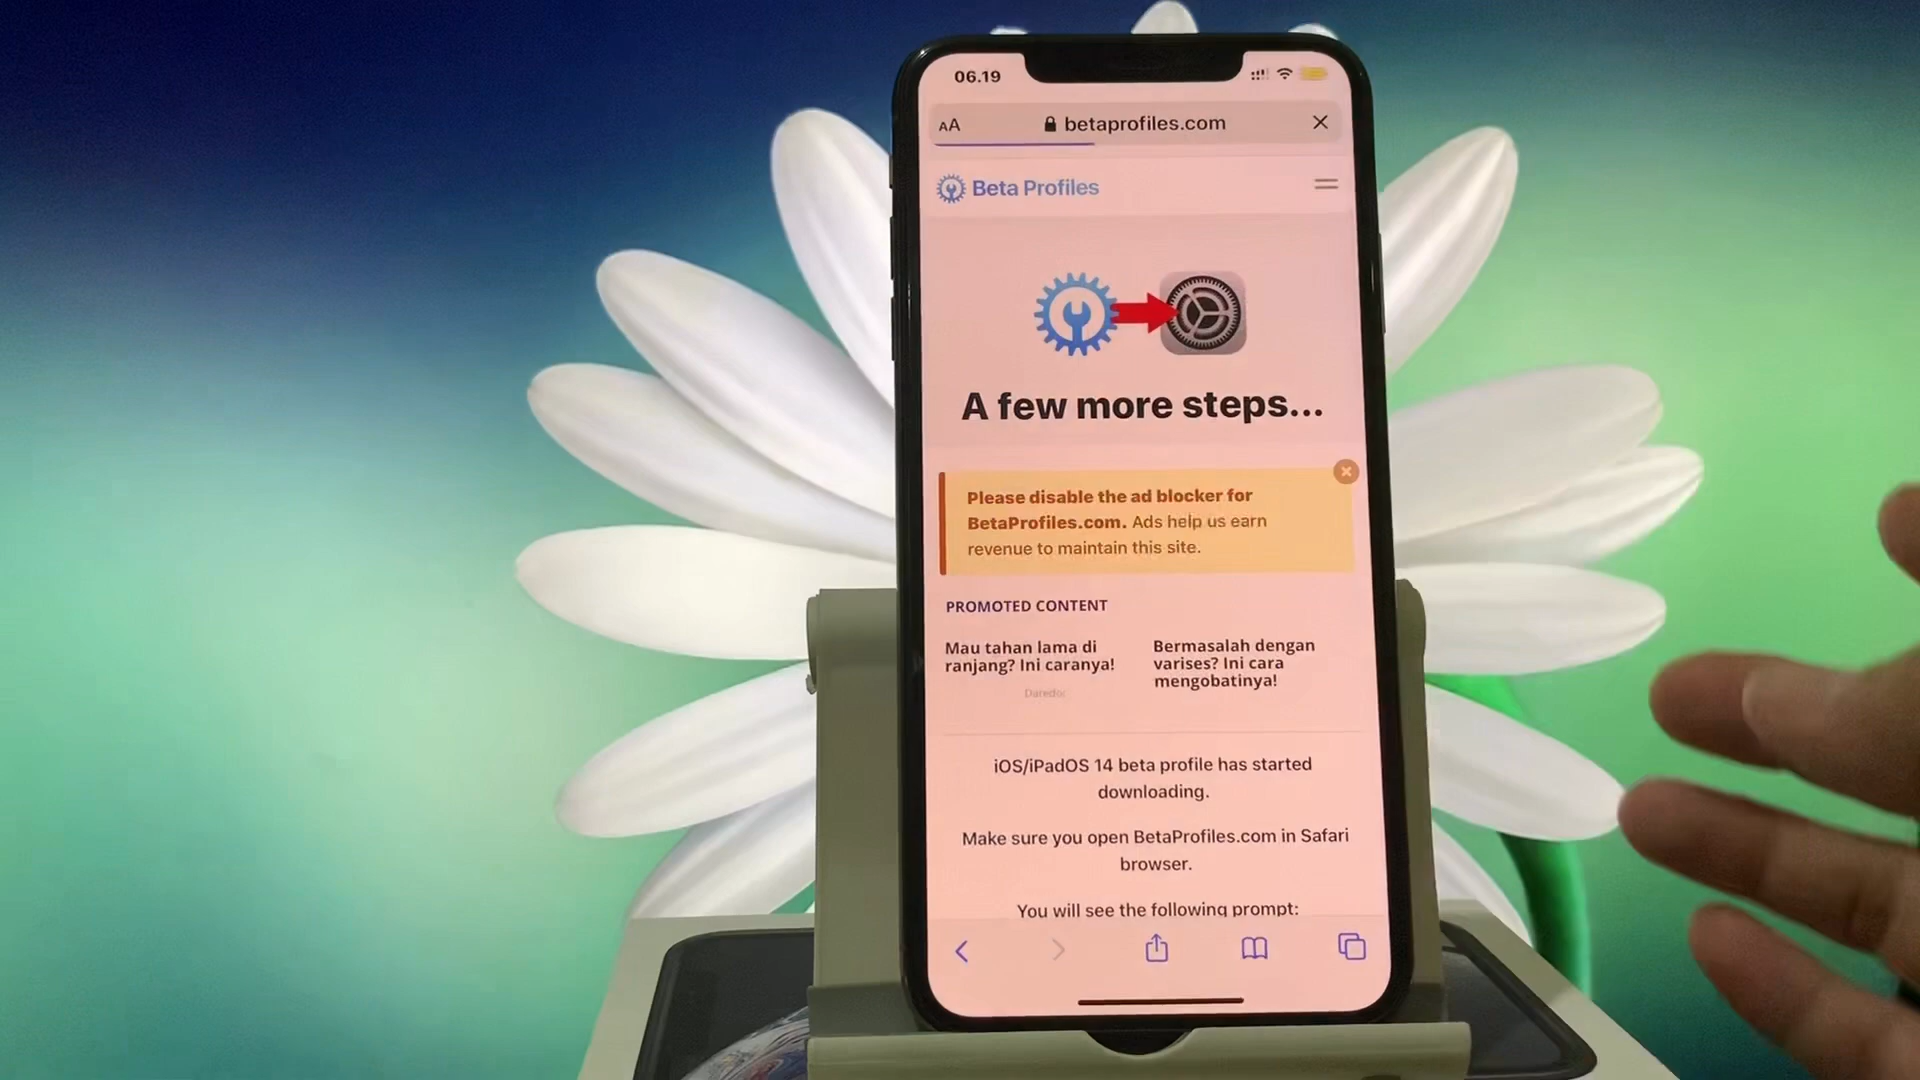 06.19
AA betaprofiles.com
Beta Profiles
A few more steps...
Please disable the ad blocker for
BetaProfiles.com. Ads help us earn
revenue to maintain this site.
PROMOTED CONTENT
Mau tahan lama di
ranjang? Ini caranya!
Bermasalah dengan
varises? Ini cara
mengobatinya!
iOS/iPadOS 14 beta profile has started
downloading.
Make sure you open BetaProfiles.com in Safari
browser.
You will see the following prompt: